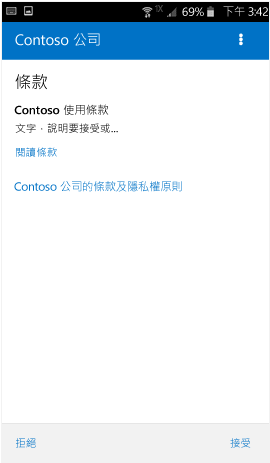 1X 69% 下午 3:42
Contoso 公司
條款
Contoso 使用條款
文字，說明要接受或...
閱讀條款
Contoso 公司的條款及隱私權原則
拒絕 接受